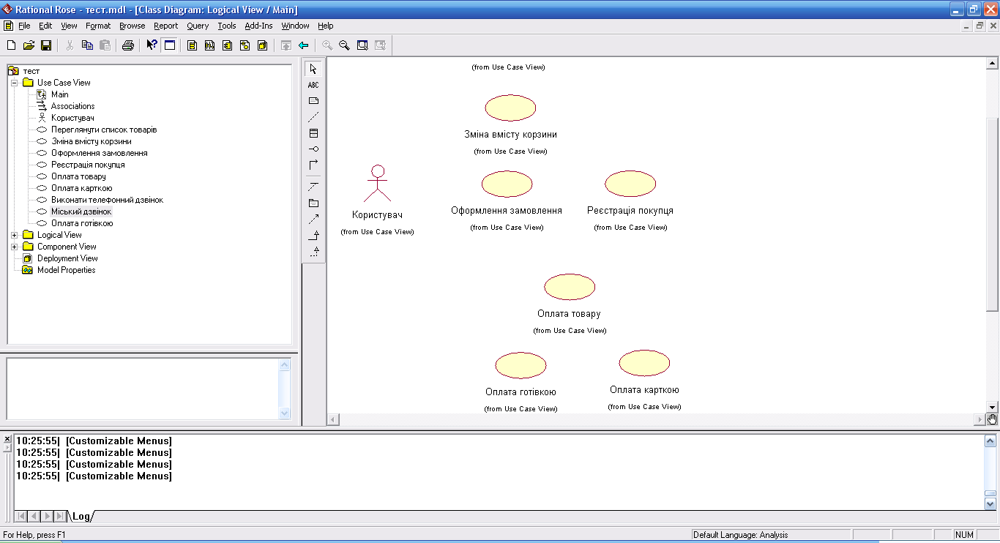 Rational Rose - тест.mdl - [Class Diagram: Logical View / Main]
File Edit View Format Browse Report Query Tools Add-Ins Window Help
тест
Use Case View
Main
Associations
Користувач
Переглянути список товарів
Зміна вмісту корзини
Оформлення замовлення
Реєстрація покупця
Оплата товару
Оплата карткою
Виконати телефонний дзвінок
Міський дзвінок
Оплата готівкою
Logical View
Component View
Deployment View
Model Properties
ABC
(from Use Case View)
Зміна вмісту корзини
(from Use Case View)
Користувач
(from Use Case View)
Оформлення замовлення
(from Use Case View)
Реєстрація покупця
(from Use Case View)
Оплата товару
(from Use Case View)
Оплата готівкою
(from Use Case View)
Оплата карткою
(from Use Case View)
10:25:55| [Customizable Menus]
10:25:55| [Customizable Menus]
10:25:55| [Customizable Menus]
10:25:55| [Customizable Menus]
Log
For Help, press F1
Default Language: Analysis
NUM